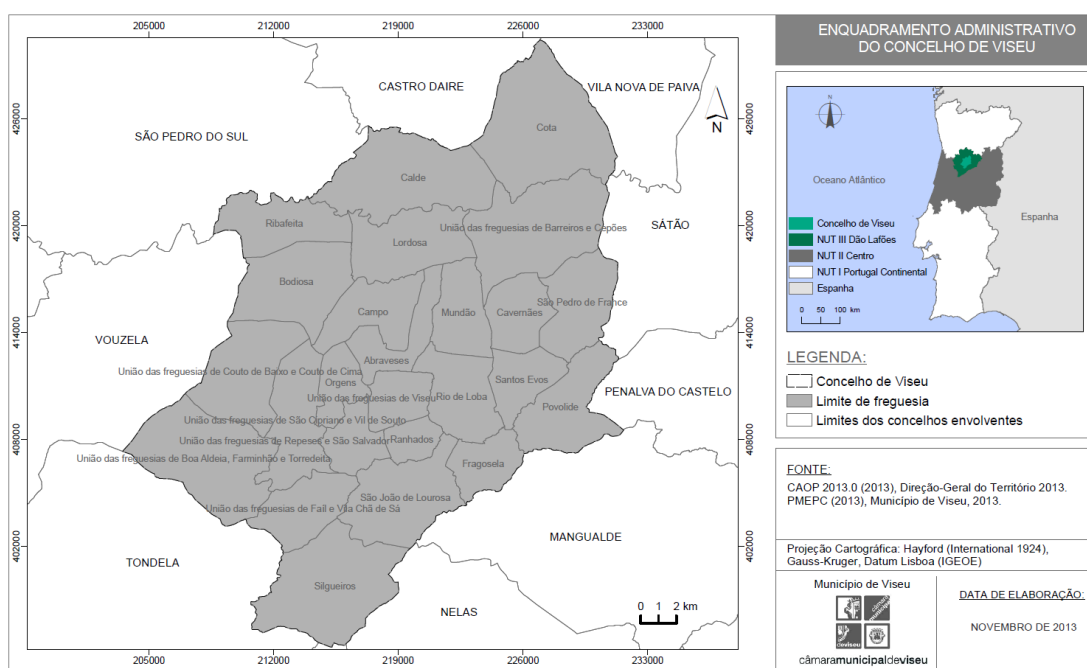 205000 212000 219000 226000 233000
ENQUADRAMENTO ADMINISTRATIVO
DO CONCELHO DE VISEU
CASTRO DAIRE
VILA NOVA DE PAIVA
N
426000
426000
Cota
SÃO PEDRO DO SUL
Calde
Ribafeita
Lordosa
União das freguesias de Barreiros e Cepões
SÁTÃO
420000
420000
Bodiosa
São Pedro de France
Campo
Mundão
Cavernães
414000
414000
VOUZELA
Abraveses
União das freguesias de Couto de Baixo e Couto de Cima
Orgens
Santos Evos
PENALVA DO CASTELO
União das freguesias de Viseu
Rio de Loba
Povolide
União das freguesias de São Cipriano e Vil de Souto
408000
408000
União das freguesias de Repeses e São Salvador
Ranhados
União das freguesias de Boa Aldeia, Farminhão e Torredeita
Fragosela
São João de Lourosa
União das freguesias de Faíl e Vila Chã de Sá
402000
402000
MANGUALDE
TONDELA
Silgueiros
NELAS
0 1 2 km
205000 212000 219000 226000 233000
N
Oceano Atlântico
Espanha
Concelho de Viseu
NUT III Dão Lafões
NUT II Centro
NUT I Portugal Continental
Espanha
0 50 100 km
LEGENDA:
Concelho de Viseu
Limite de freguesia
Limites dos concelhos envolventes
FONTE:
CAOP 2013.0 (2013), Direção-Geral do Território 2013.
PMEPC (2013), Município de Viseu, 2013.
Projeção Cartográfica: Hayford (International 1924),
Gauss-Kruger, Datum Lisboa (IGEOE)
Município de Viseu
câmara
municipal
deviseu
câmaramunicipaldeviseu
DATA DE ELABORAÇÃO:
NOVEMBRO DE 2013